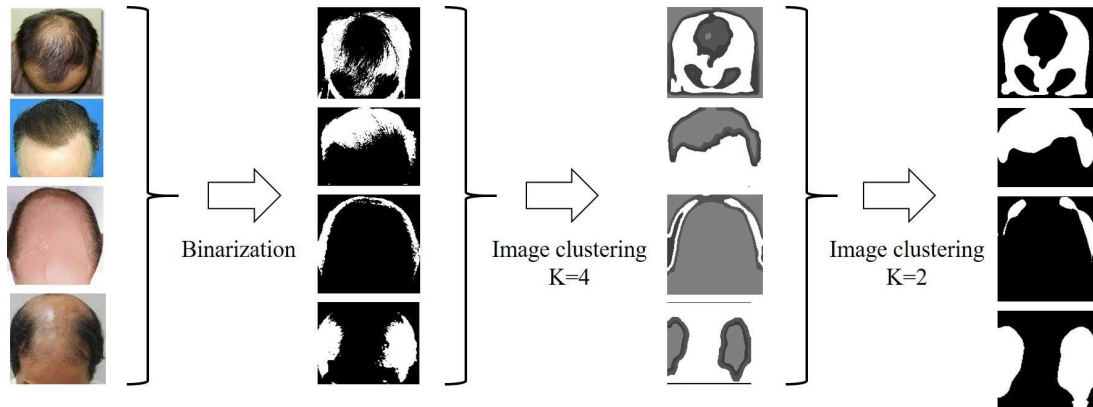 Binarization
Image clustering
K=4
Image clustering
K=2